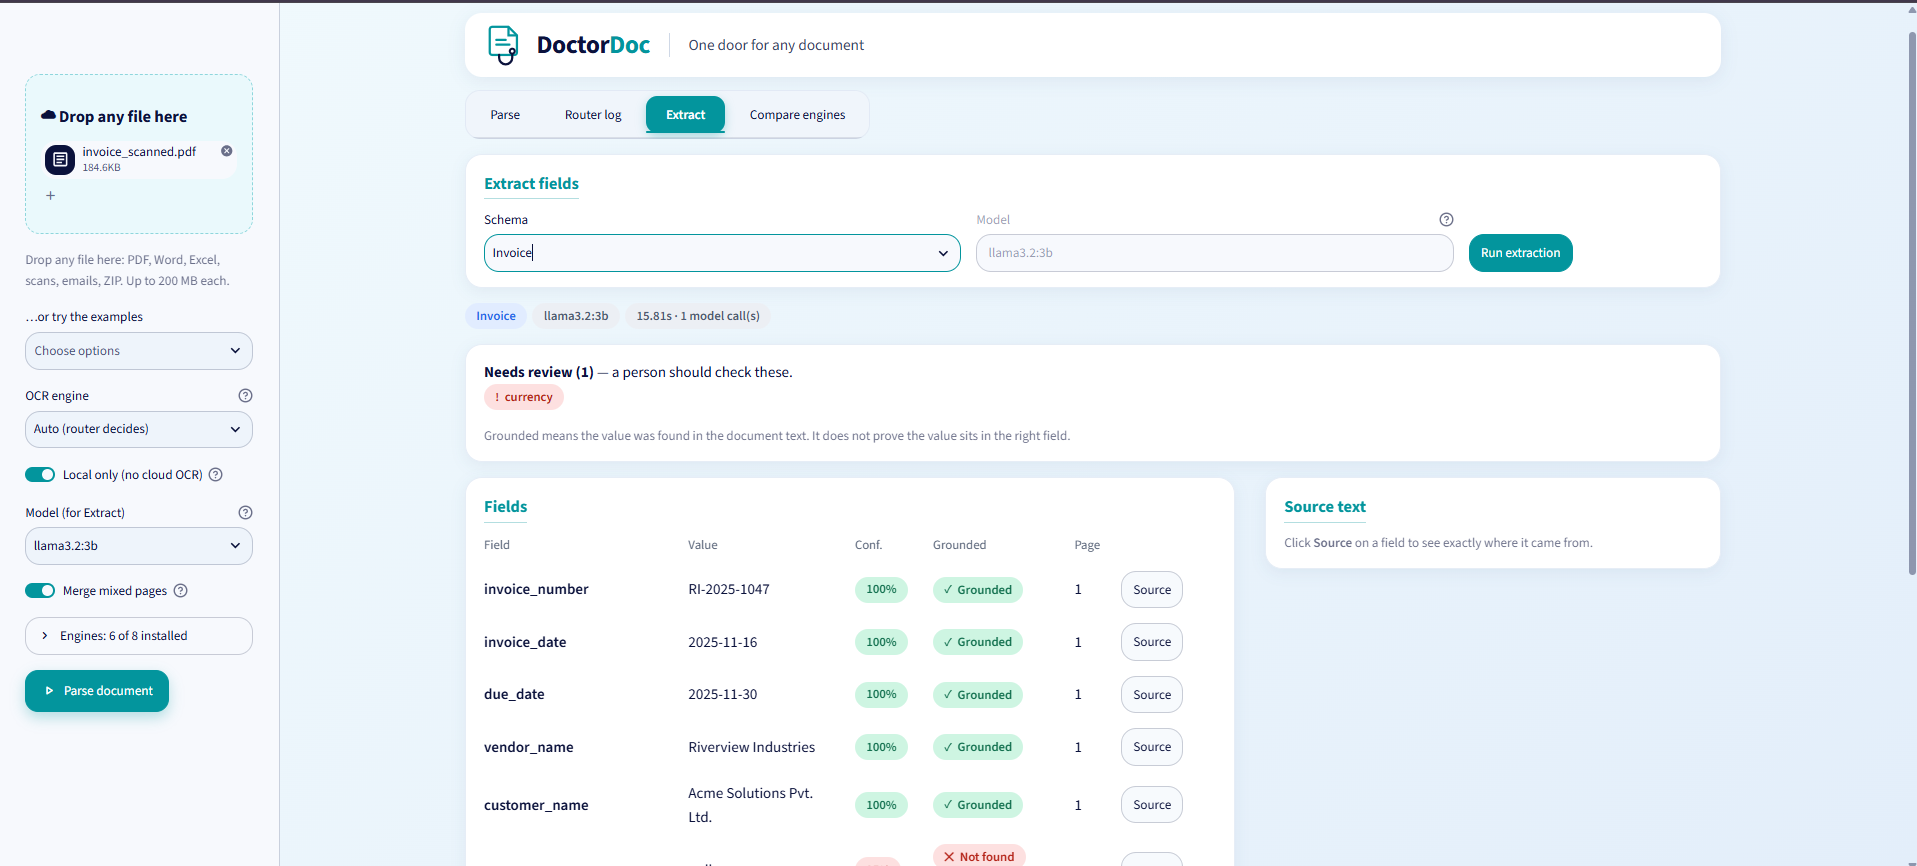 Drop any file here
invoice_scanned.pdf
184.6KB
+
Drop any file here: PDF, Word, Excel,
scans, emails, ZIP. Up to 200 MB each.
...or try the examples
Choose options
OCR engine
Auto (router decides)
Local only (no cloud OCR)
Model (for Extract)
llama3.2:3b
Merge mixed pages
Engines: 6 of 8 installed
Parse document
DoctorDoc
One door for any document
Parse Router log Extract Compare engines
Extract fields
Schema Model
Invoice llama3.2:3b Run extraction
Invoice llama3.2:3b 15.81s · 1 model call(s)
Needs review (1) — a person should check these.
! currency
Grounded means the value was found in the document text. It does not prove the value sits in the right field.
Fields
Field Value Conf. Grounded Page
invoice_number RI-2025-1047 100% ✓ Grounded 1 Source
invoice_date 2025-11-16 100% ✓ Grounded 1 Source
due_date 2025-11-30 100% ✓ Grounded 1 Source
vendor_name Riverview Industries 100% ✓ Grounded 1 Source
customer_name Acme Solutions Pvt. Ltd. 100% ✓ Grounded 1 Source
✕ Not found
Source text
Click Source on a field to see exactly where it came from.